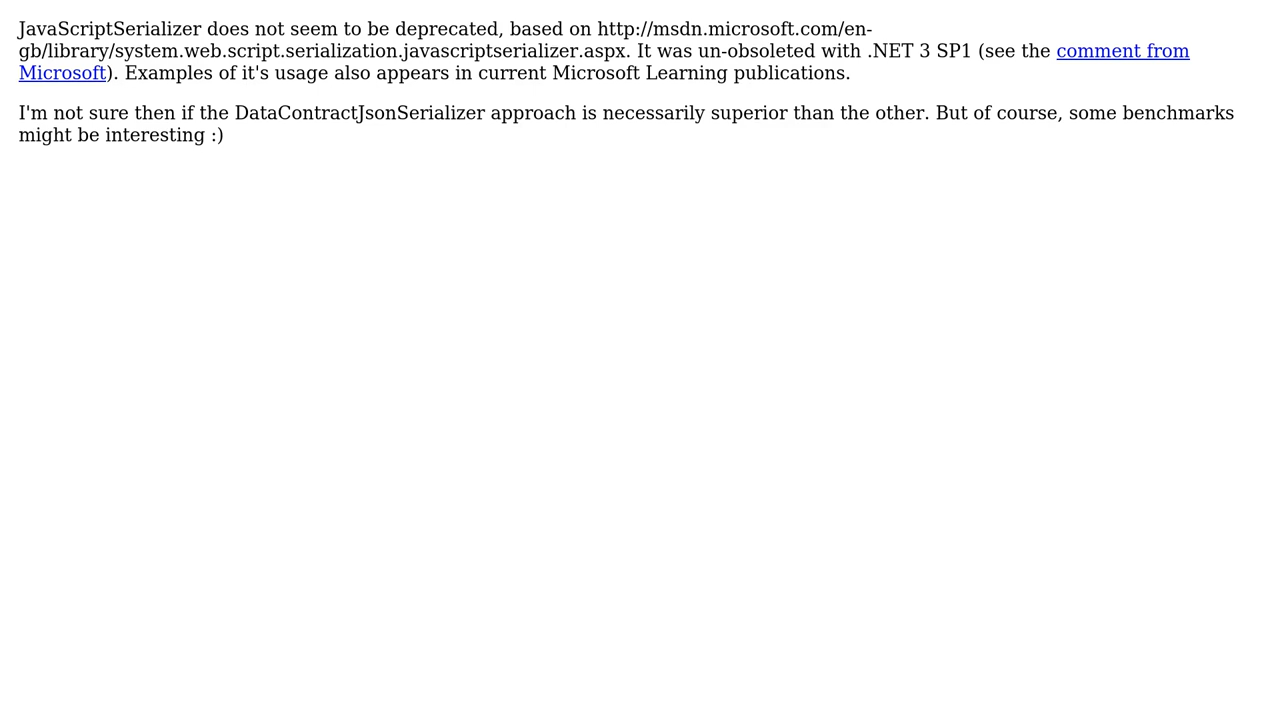 JavaScriptSerializer does not seem to be deprecated, based on http://msdn.microsoft.com/en-
gb/library/system.web.script.serialization.javascriptserializer.aspx. It was un-obsoleted with .NET 3 SP1 (see the comment from
Microsoft). Examples of it's usage also appears in current Microsoft Learning publications.
I'm not sure then if the DataContractJsonSerializer approach is necessarily superior than the other. But of course, some benchmarks
might be interesting :)